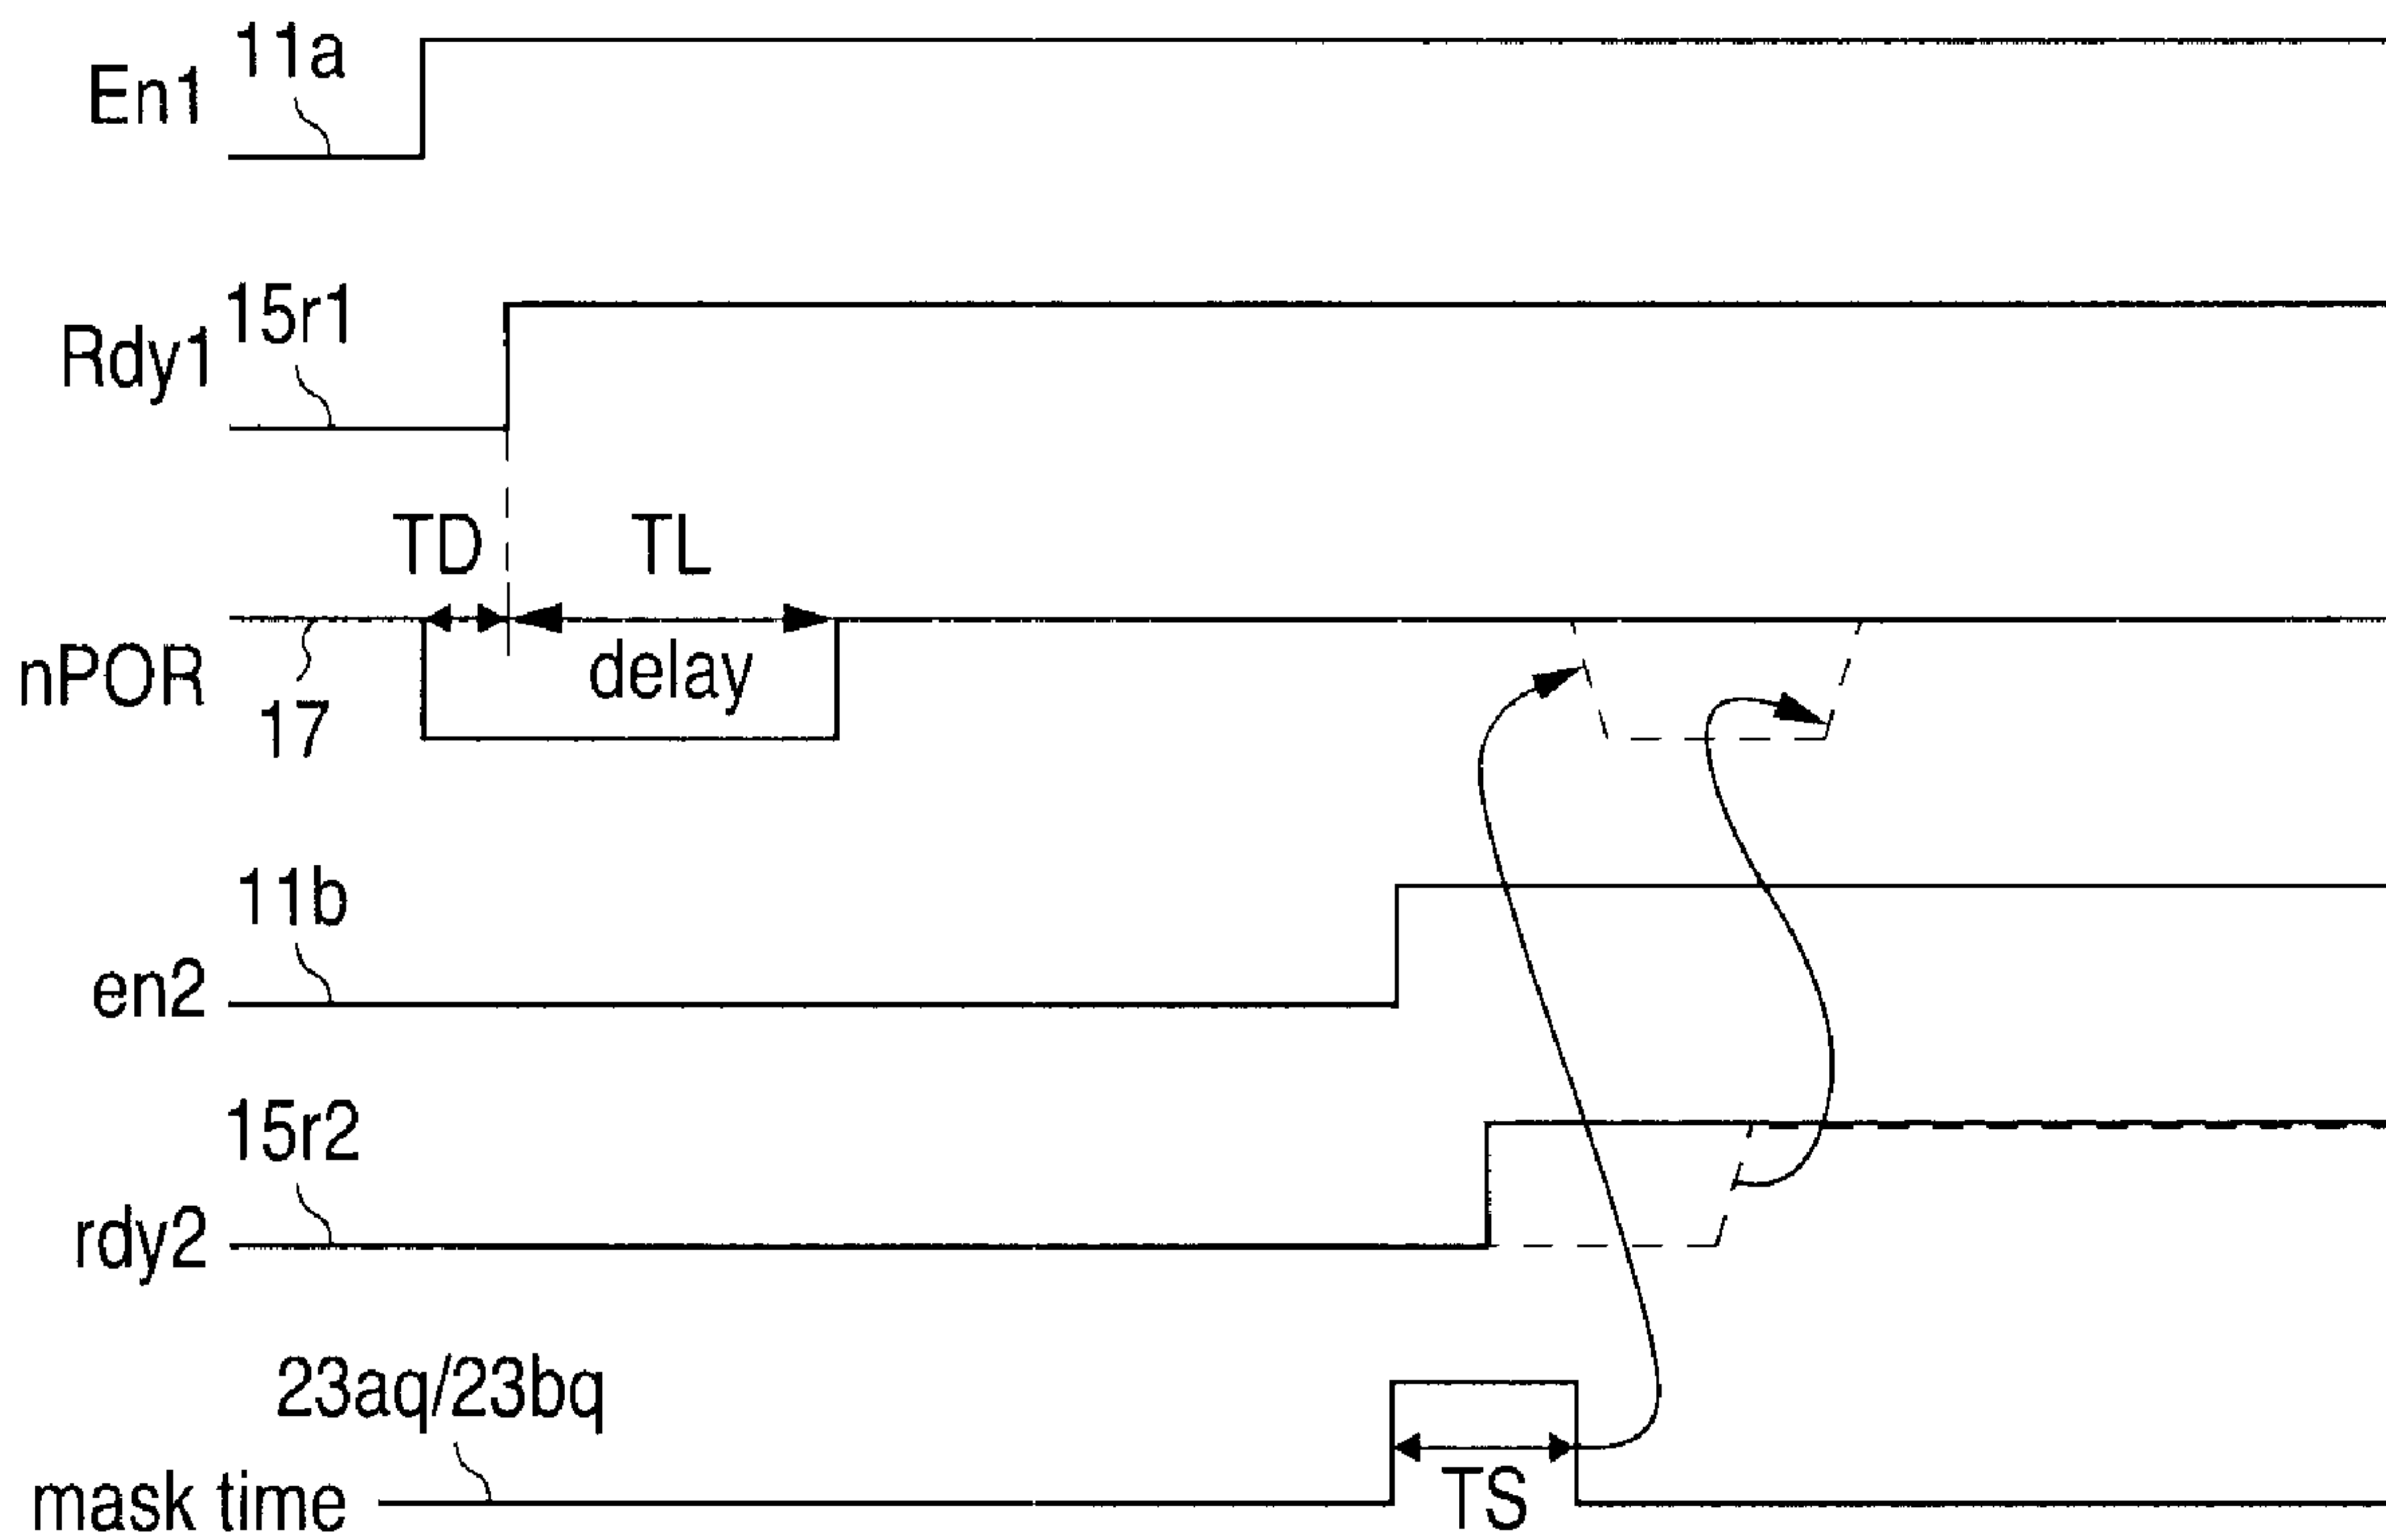 11a
En1
15r1
Rdy1
TD
TL
delay
nPOR
17
11b
en2
15r2
rdy2
23aq/23bq
TS
mask time